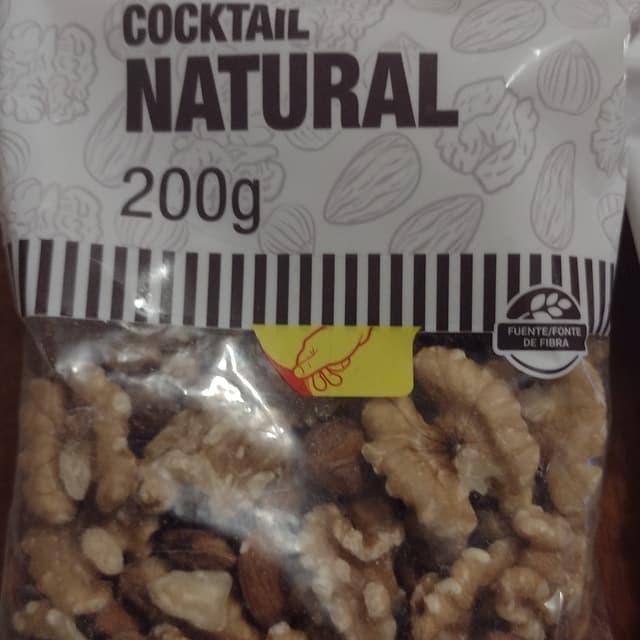 COCKTAIL
NATURAL
200g
FUENTE/FONTE
DE FIBRA